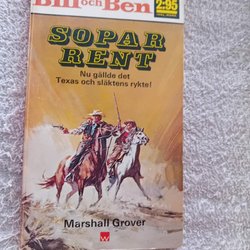 Bill och Ben
2:95
SOPAR
RENT
Nu gällde det
Texas och släktens rykte!
Marshall Grover
W